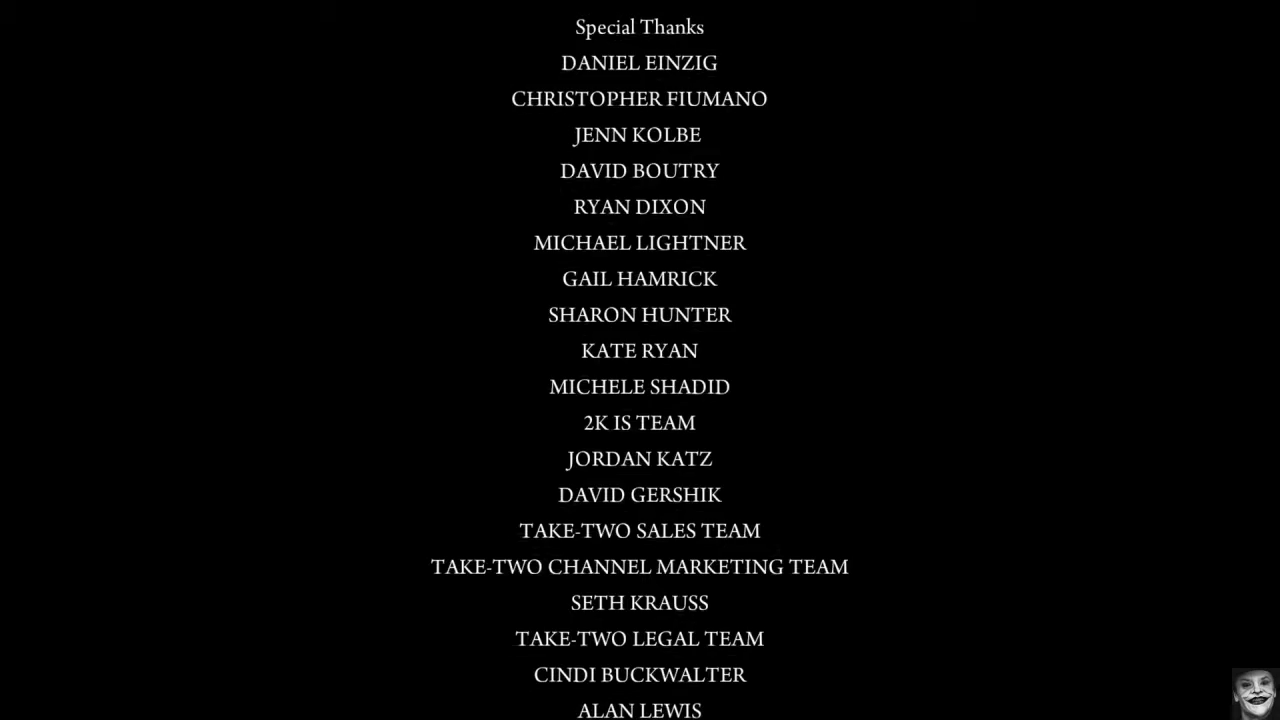 Special Thanks
DANIEL EINZIG
CHRISTOPHER FIUMANO
JENN KOLBE
DAVID BOUTRY
RYAN DIXON
MICHAEL LIGHTNER
GAIL HAMRICK
SHARON HUNTER
KATE RYAN
MICHELE SHADID
2K IS TEAM
JORDAN KATZ
DAVID GERSHIK
TAKE-TWO SALES TEAM
TAKE-TWO CHANNEL MARKETING TEAM
SETH KRAUSS
TAKE-TWO LEGAL TEAM
CINDI BUCKWALTER
ALAN LEWIS